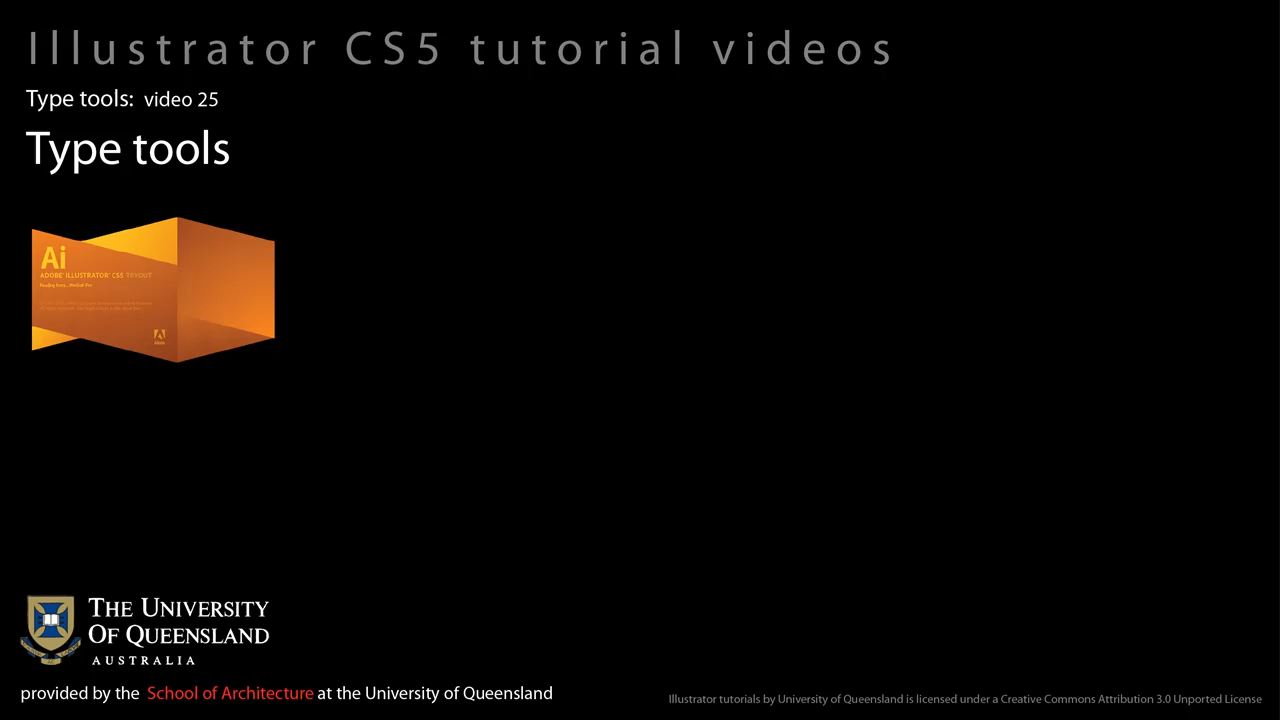 Illustrator CS5 tutorial videos
Type tools: video 25
Type tools
Ai
ADOBE® ILLUSTRATOR® CS5 TRYOUT
Adobe
THE UNIVERSITY
OF QUEENSLAND
AUSTRALIA
provided by the School of Architecture at the University of Queensland
Illustrator tutorials by University of Queensland is licensed under a Creative Commons Attribution 3.0 Unported License